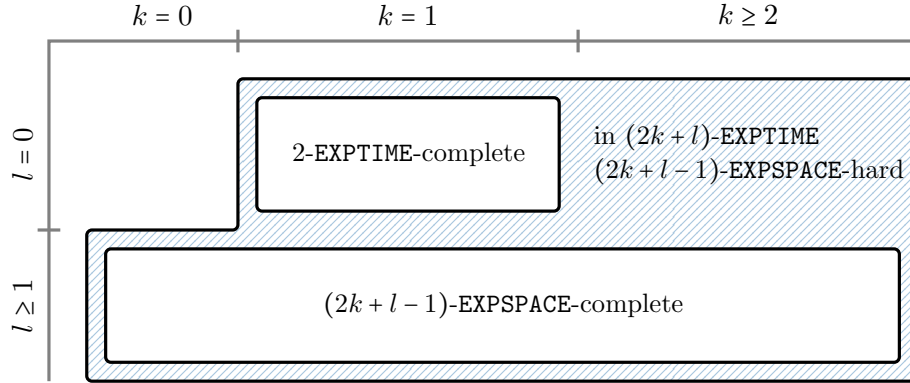 k = 0
k = 1
k ≥ 2
l = 0
2-EXPTIME-complete
in (2k + l)-EXPTIME
(2k + l − 1)-EXPSPACE-hard
l ≥ 1
(2k + l − 1)-EXPSPACE-complete